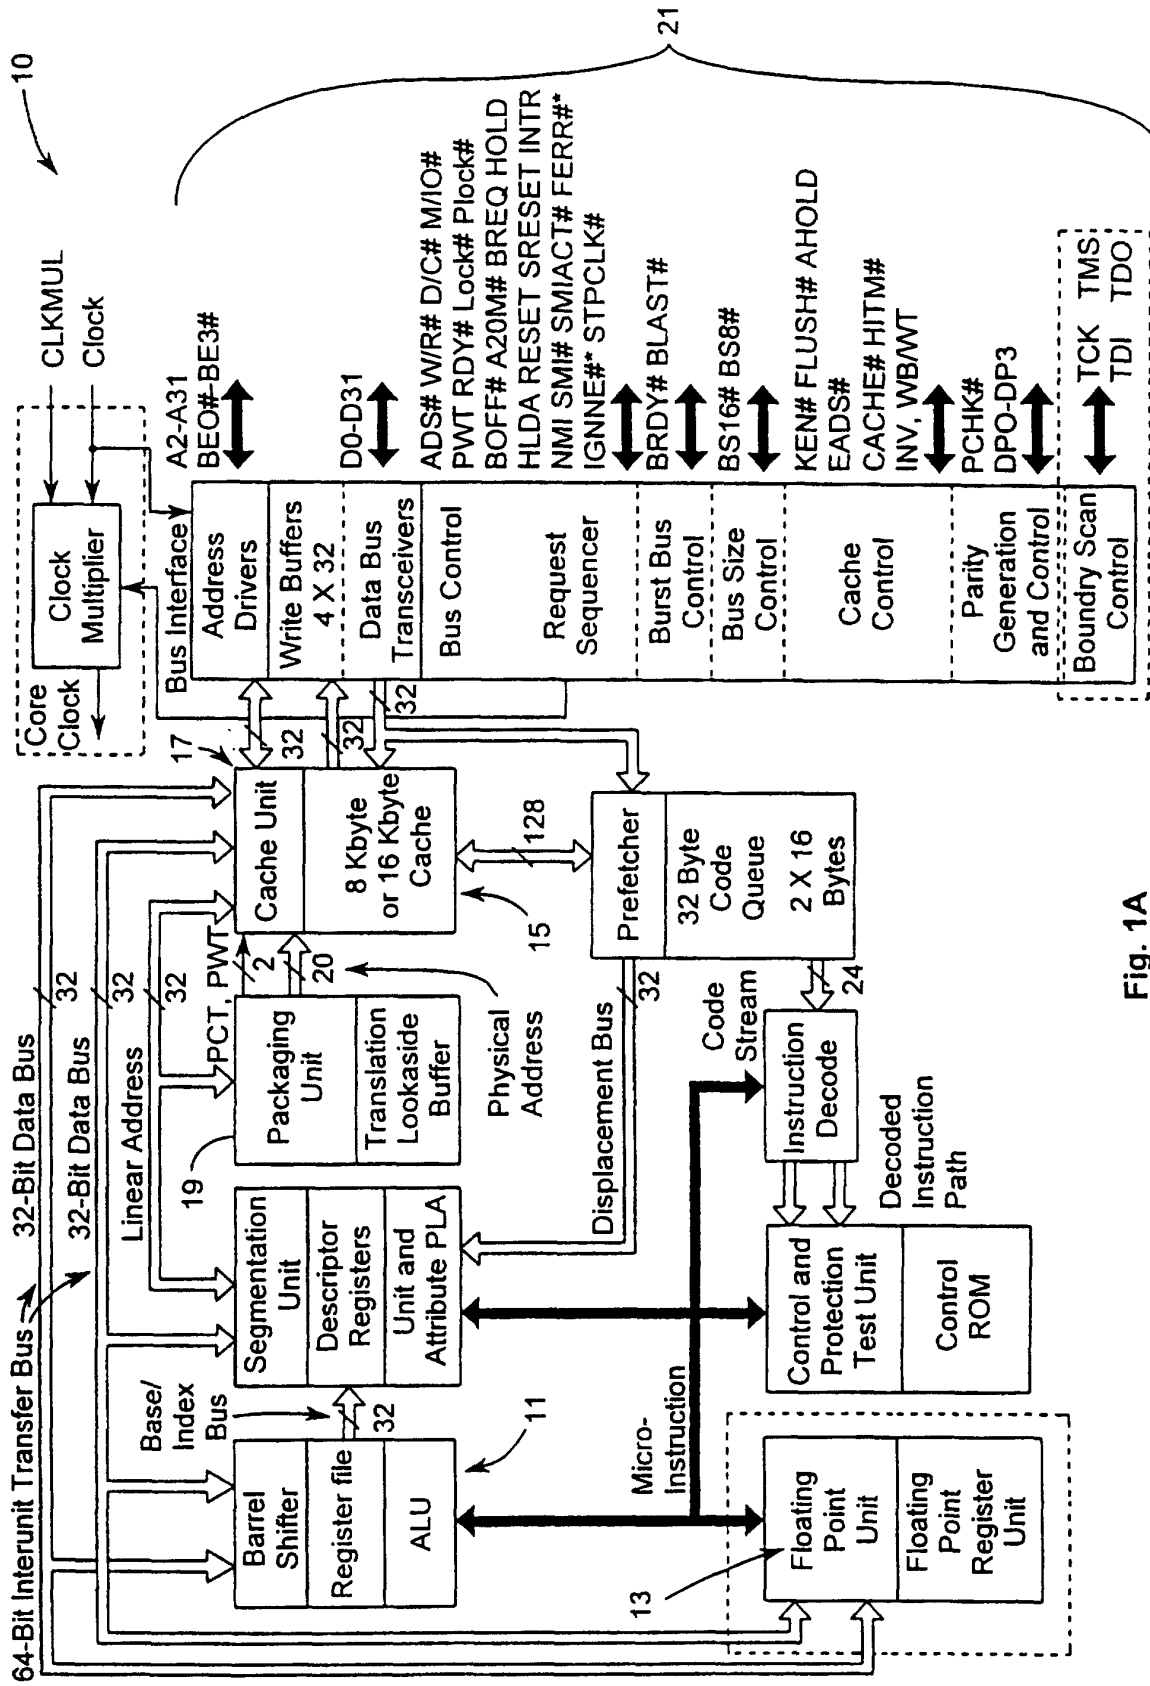 10
CLKMUL
Clock
Clock
Multiplier
Core
Clock
64-Bit Interunit Transfer Bus
32-Bit Data Bus
32
32-Bit Data Bus
32
Linear Address
32
Bus Interface
A2-A31
BEO#-BE3#
Address
Drivers
32
Write Buffers
4 X 32
32
D0-D31
Data Bus
Transceivers
32
ADS# W/R# D/C# M/IO#
PWT RDY# Lock# Plock#
BOFF# A20M# BREQ HOLD
HLDA RESET SRESET INTR
NMI SMI# SMIACT# FERR#*
IGNNE#* STPCLK#
Bus Control
Request
Sequencer
BRDY# BLAST#
Burst Bus
Control
BS16# BS8#
Bus Size
Control
KEN# FLUSH# AHOLD
EADS#
CACHE# HITM#
INV, WB/WT
Cache
Control
PCHK#
DPO-DP3
Parity
Generation
and Control
TCK TMS
TDI TDO
Boundry Scan
Control
21
Barrel
Shifter
Register file
ALU
11
Base/
Index
Bus
32
Segmentation
Unit
Descriptor
Registers
Unit and
Attribute PLA
19
Packaging
Unit
Translation
Lookaside
Buffer
PCT, PWT
2
20
Physical
Address
17
Cache Unit
8 Kbyte
or 16 Kbyte
Cache
15
128
Prefetcher
32 Byte
Code
Queue
2 X 16
Bytes
Displacement Bus
32
24
Code
Stream
Instruction
Decode
Decoded
Instruction
Path
Control and
Protection
Test Unit
Control
ROM
Micro-
Instruction
13
Floating
Point
Unit
Floating
Point
Register
Unit
Fig. 1A